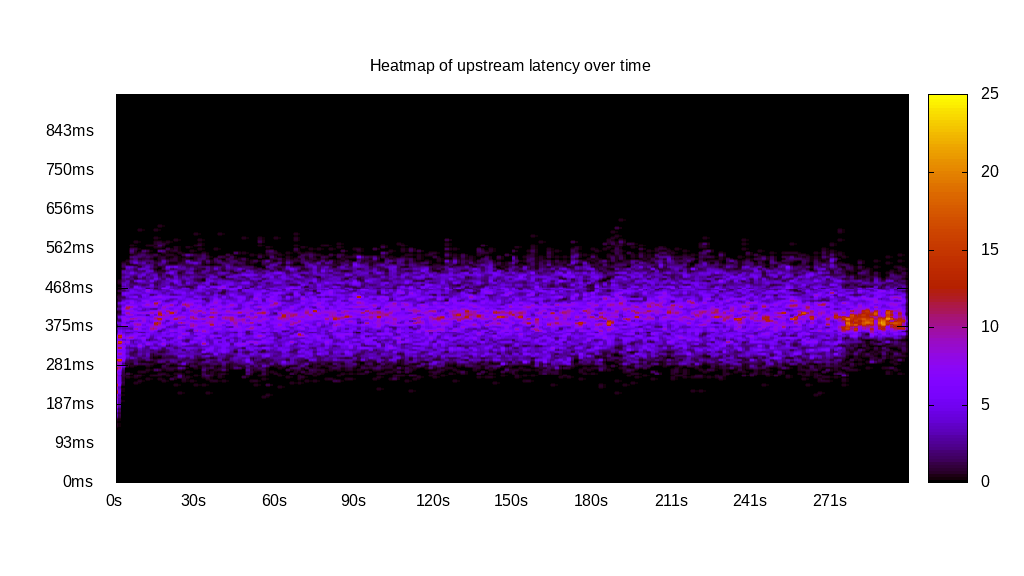 Heatmap of upstream latency over time
843ms
750ms
656ms
562ms
468ms
375ms
281ms
187ms
93ms
0ms
0s 30s 60s 90s 120s 150s 180s 211s 241s 271s
25
20
15
10
5
0